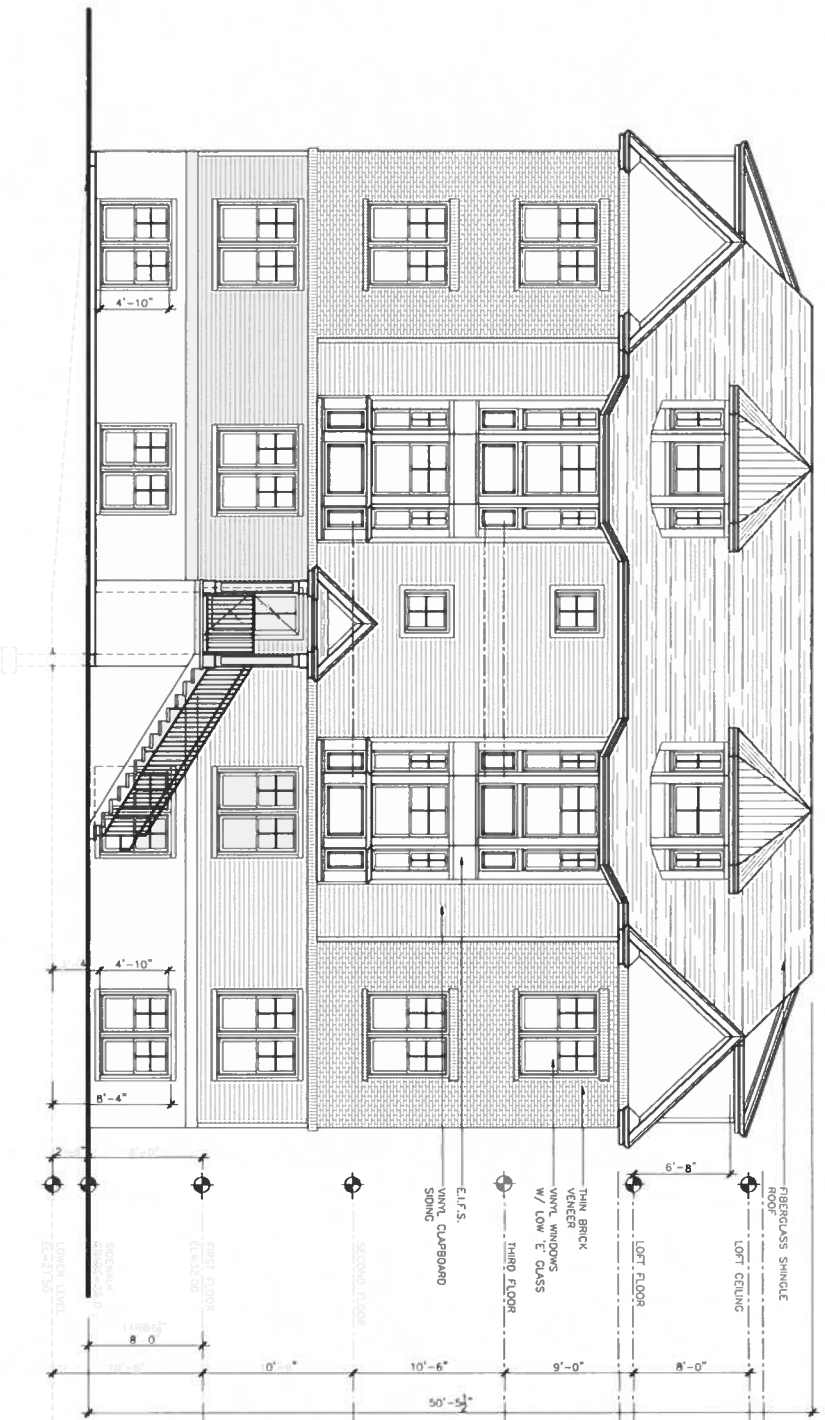 FIBERGLASS SHINGLE
ROOF
LOFT CEILING
6'-8"
LOFT FLOOR
THIN BRICK
VENEER
VINYL WINDOWS
W/ LOW 'E' GLASS
THIRD FLOOR
E.I.F.S.
VINYL CLAPBOARD
SIDING
SECOND FLOOR
FIRST FLOOR
SIDEWALK
LOWER LEVEL
4'-10"
4'-10"
8'-4"
8'-0"
9'-0"
10'-6"
50'-5½"